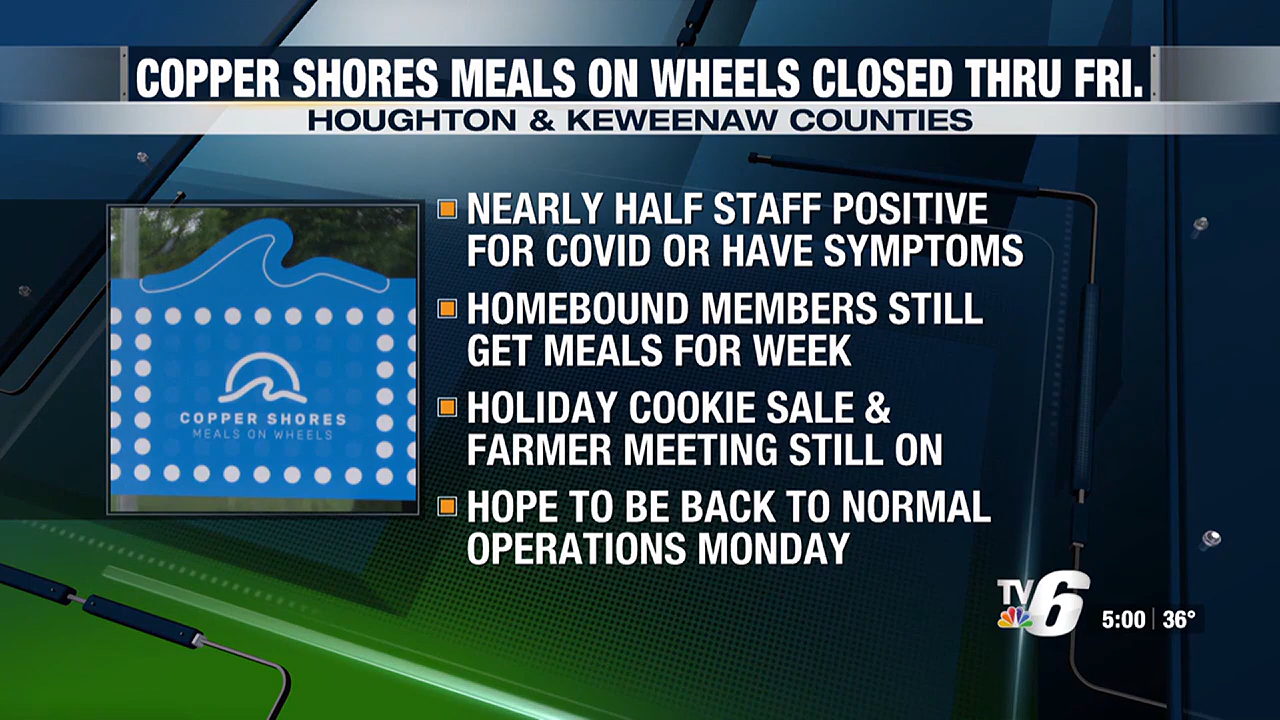 COPPER SHORES MEALS ON WHEELS CLOSED THRU FRI.
HOUGHTON & KEWEENAW COUNTIES
NEARLY HALF STAFF POSITIVE
FOR COVID OR HAVE SYMPTOMS
HOMEBOUND MEMBERS STILL
GET MEALS FOR WEEK
HOLIDAY COOKIE SALE &
FARMER MEETING STILL ON
HOPE TO BE BACK TO NORMAL
OPERATIONS MONDAY
COPPER SHORES
MEALS ON WHEELS
TV6
5:00 | 36°